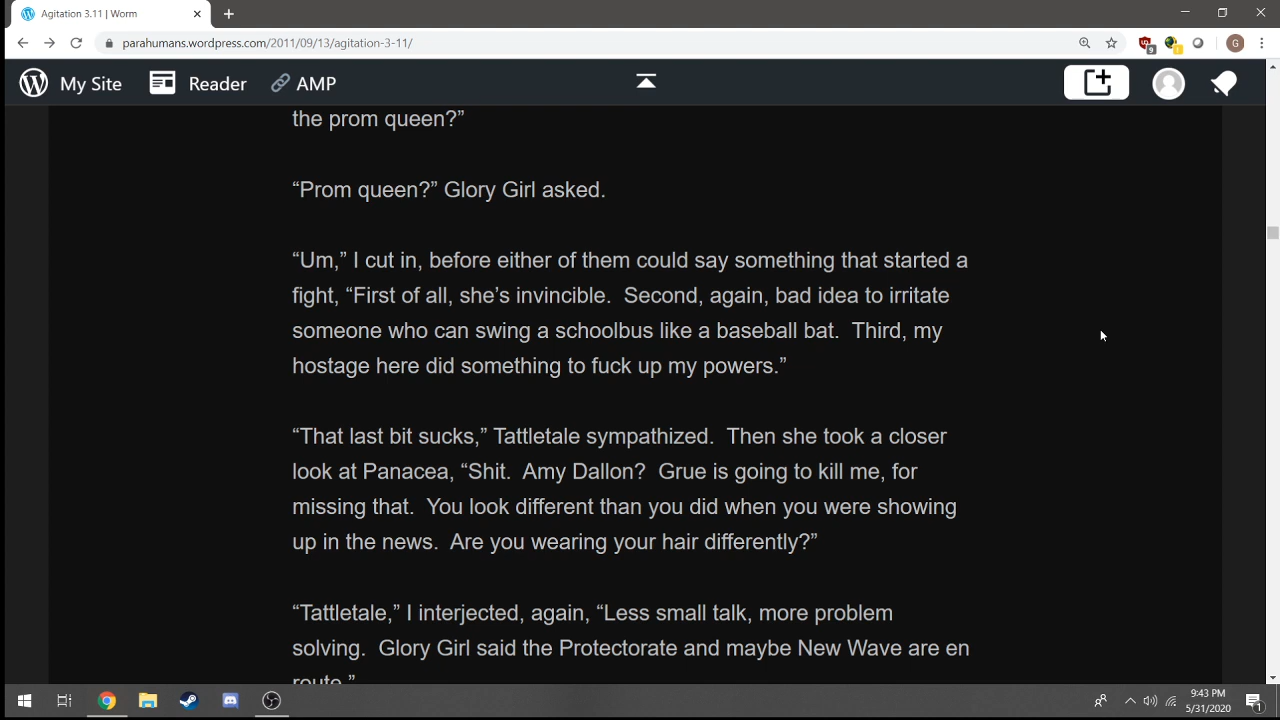 Agitation 3.11 | Worm
parahumans.wordpress.com/2011/09/13/agitation-3-11/
9
1
G
My Site
Reader
AMP
the prom queen?”
“Prom queen?” Glory Girl asked.
“Um,” I cut in, before either of them could say something that started a
fight, “First of all, she’s invincible.  Second, again, bad idea to irritate
someone who can swing a schoolbus like a baseball bat.  Third, my
hostage here did something to fuck up my powers.”
“That last bit sucks,” Tattletale sympathized.  Then she took a closer
look at Panacea, “Shit.  Amy Dallon?  Grue is going to kill me, for
missing that.  You look different than you did when you were showing
up in the news.  Are you wearing your hair differently?”
“Tattletale,” I interjected, again, “Less small talk, more problem
solving.  Glory Girl said the Protectorate and maybe New Wave are en
route.”
9:43 PM
5/31/2020
1